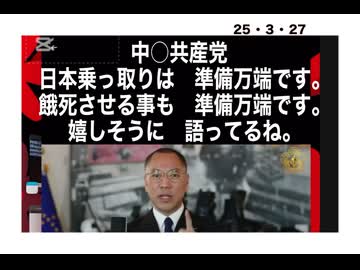 25・3・27
中○共産党
日本乗っ取りは　準備万端です。
餓死させる事も　準備万端です。
嬉しそうに　語ってるね。